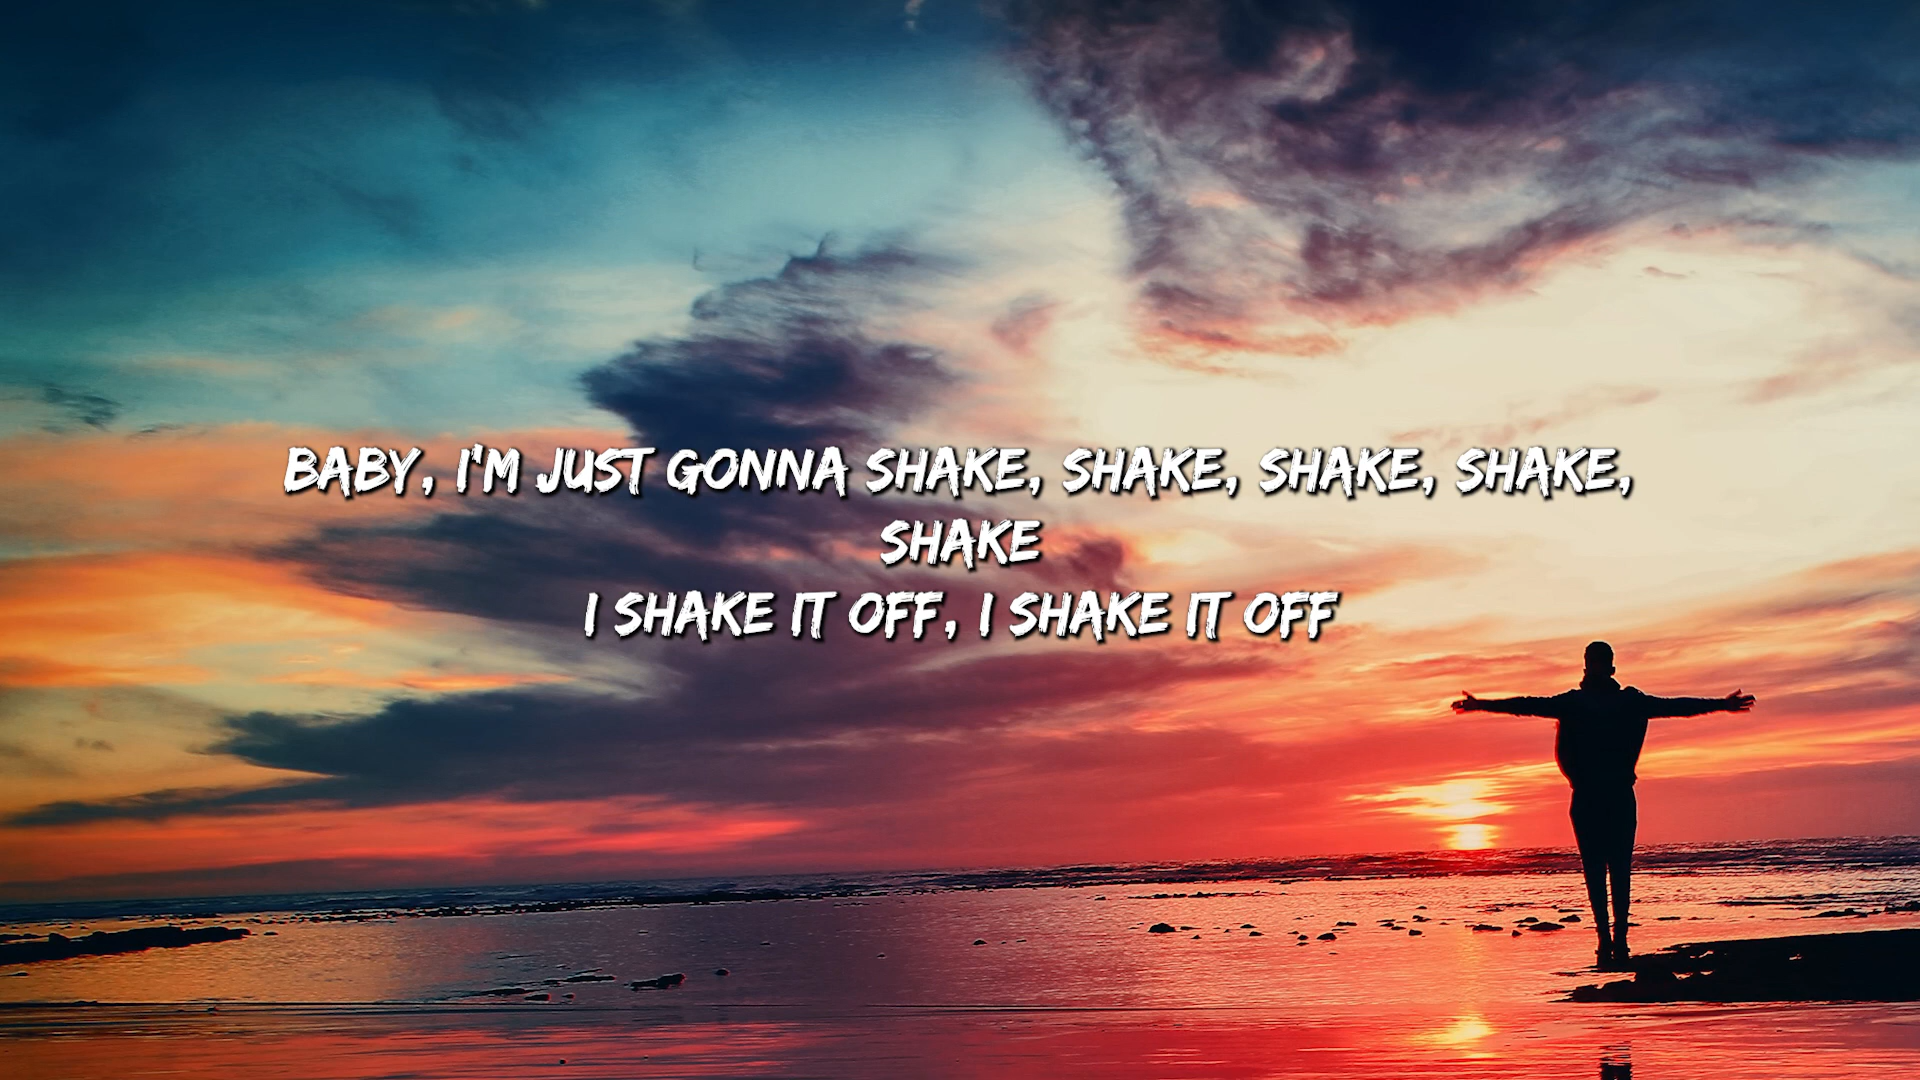 BABY, I'M JUST GONNA SHAKE, SHAKE, SHAKE, SHAKE,
SHAKE
I SHAKE IT OFF, I SHAKE IT OFF